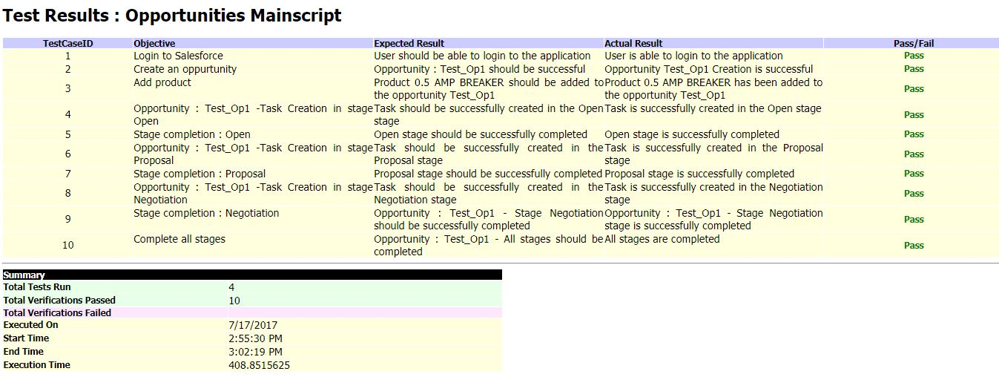 Test Results : Opportunities Mainscript
TestCaseID Objective Expected Result Actual Result Pass/Fail
1 Login to Salesforce User should be able to login to the application User is able to login to the application Pass
2 Create an oppurtunity Opportunity : Test_Op1 should be successful Opportunity Test_Op1 Creation is successful Pass
3 Add product Product 0.5 AMP BREAKER should be added to Product 0.5 AMP BREAKER has been added to Pass
the opportunity Test_Op1 the opportunity Test_Op1
4 Opportunity : Test_Op1 -Task Creation in stage Task should be successfully created in the Open Task is successfully created in the Open stage Pass
Open stage
5 Stage completion : Open Open stage should be successfully completed Open stage is successfully completed Pass
6 Opportunity : Test_Op1 -Task Creation in stage Task should be successfully created in the Task is successfully created in the Proposal Pass
Proposal Proposal stage stage
7 Stage completion : Proposal Proposal stage should be successfully completed Proposal stage is successfully completed Pass
8 Opportunity : Test_Op1 -Task Creation in stage Task should be successfully created in the Task is successfully created in the Negotiation Pass
Negotiation Negotiation stage stage
9 Stage completion : Negotiation Opportunity : Test_Op1 - Stage Negotiation Opportunity : Test_Op1 - Stage Negotiation Pass
should be successfully completed stage is successfully completed
10 Complete all stages Opportunity : Test_Op1 - All stages should be All stages are completed Pass
completed
Summary
Total Tests Run 4
Total Verifications Passed 10
Total Verifications Failed
Executed On 7/17/2017
Start Time 2:55:30 PM
End Time 3:02:19 PM
Execution Time 408.8515625